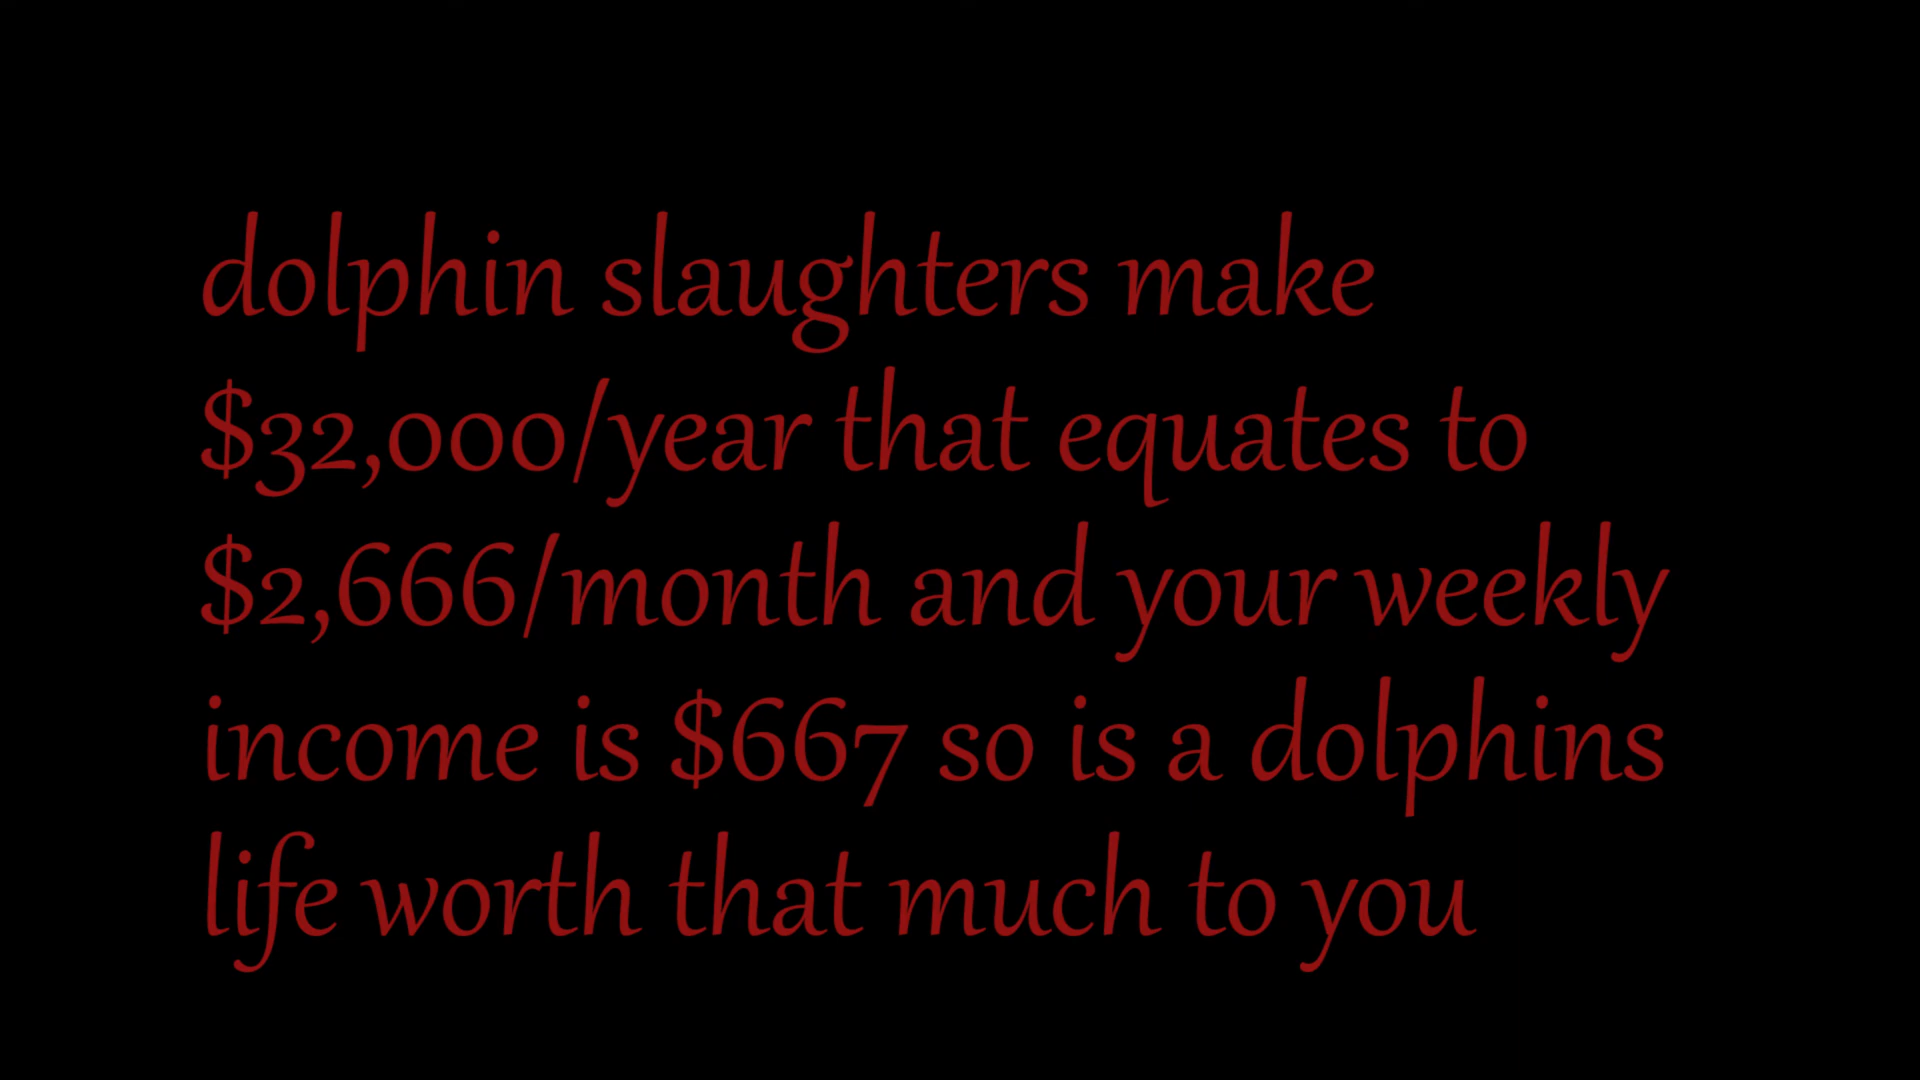 dolphin slaughters make
$32,000/year that equates to
$2,666/month and your weekly
income is $667 so is a dolphins
life worth that much to you